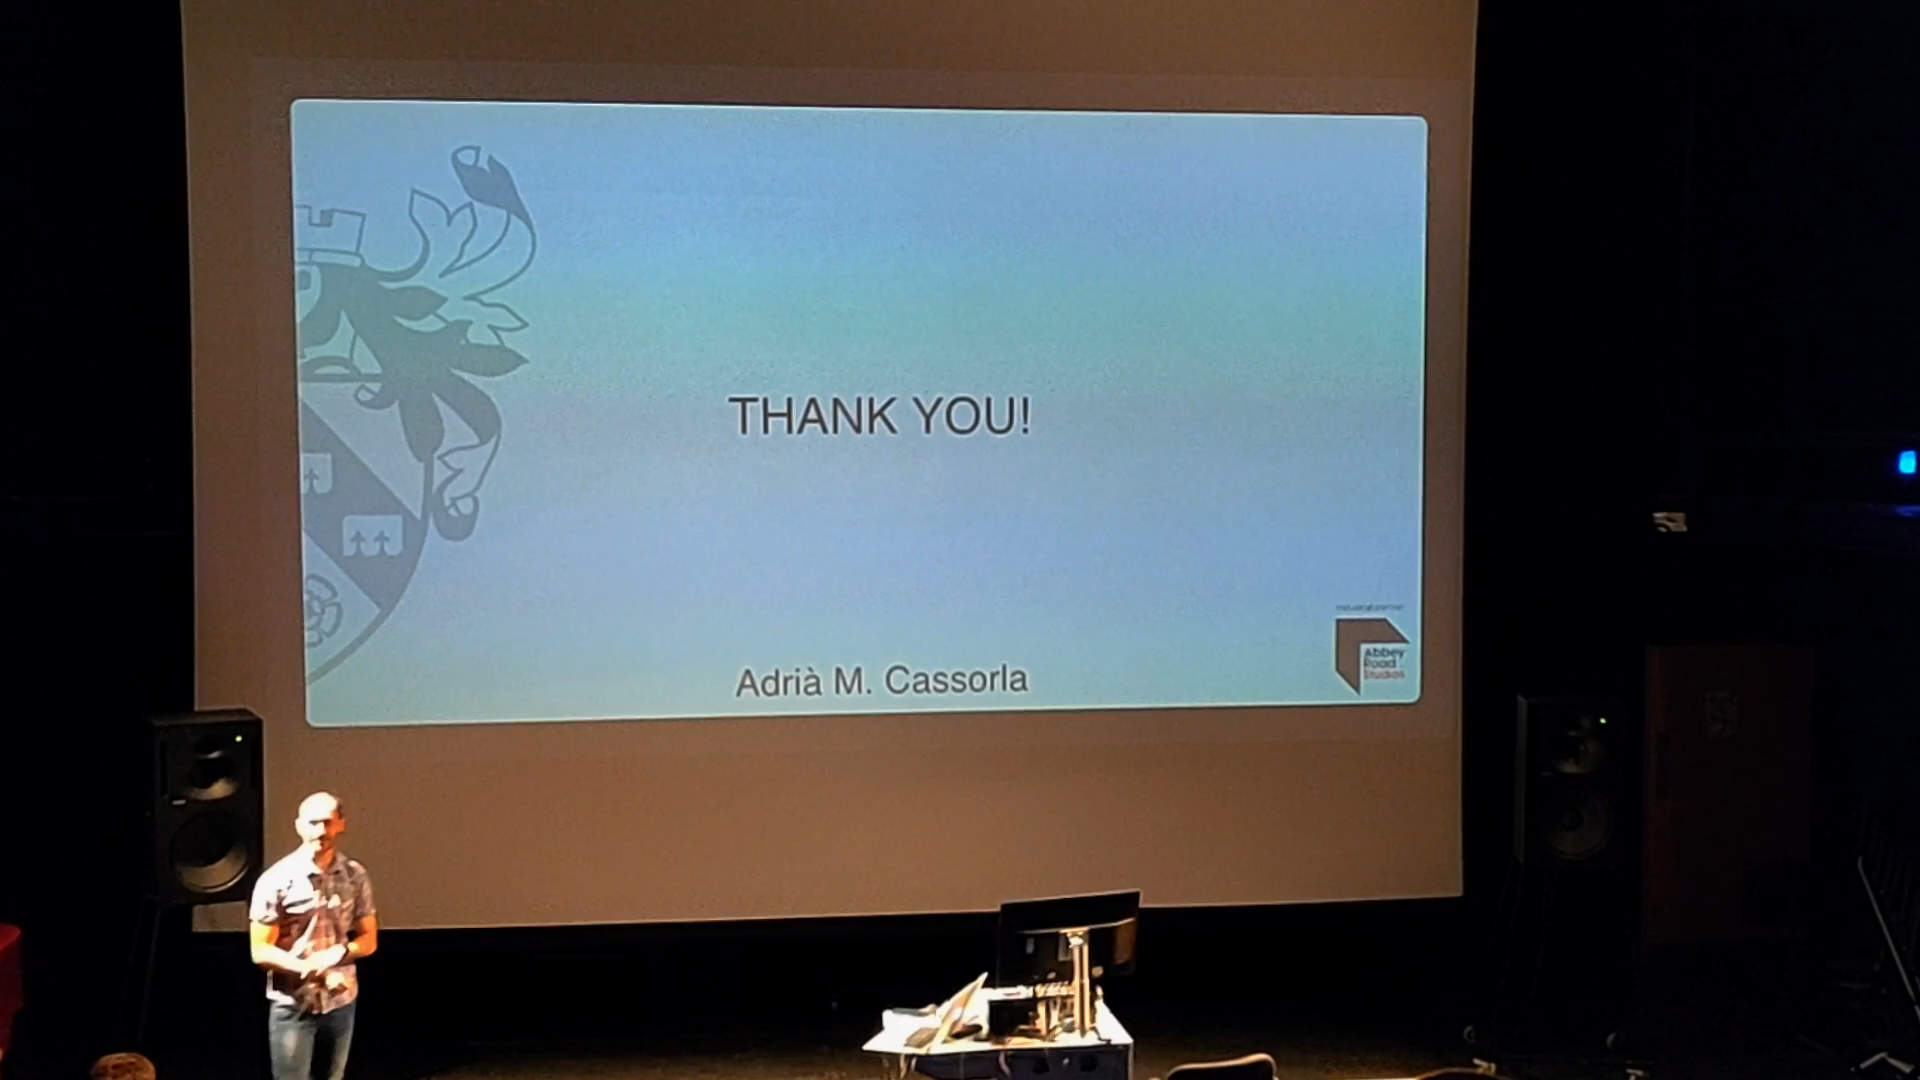 THANK YOU!
Adrià M. Cassorla
Abbey
Road
Studios